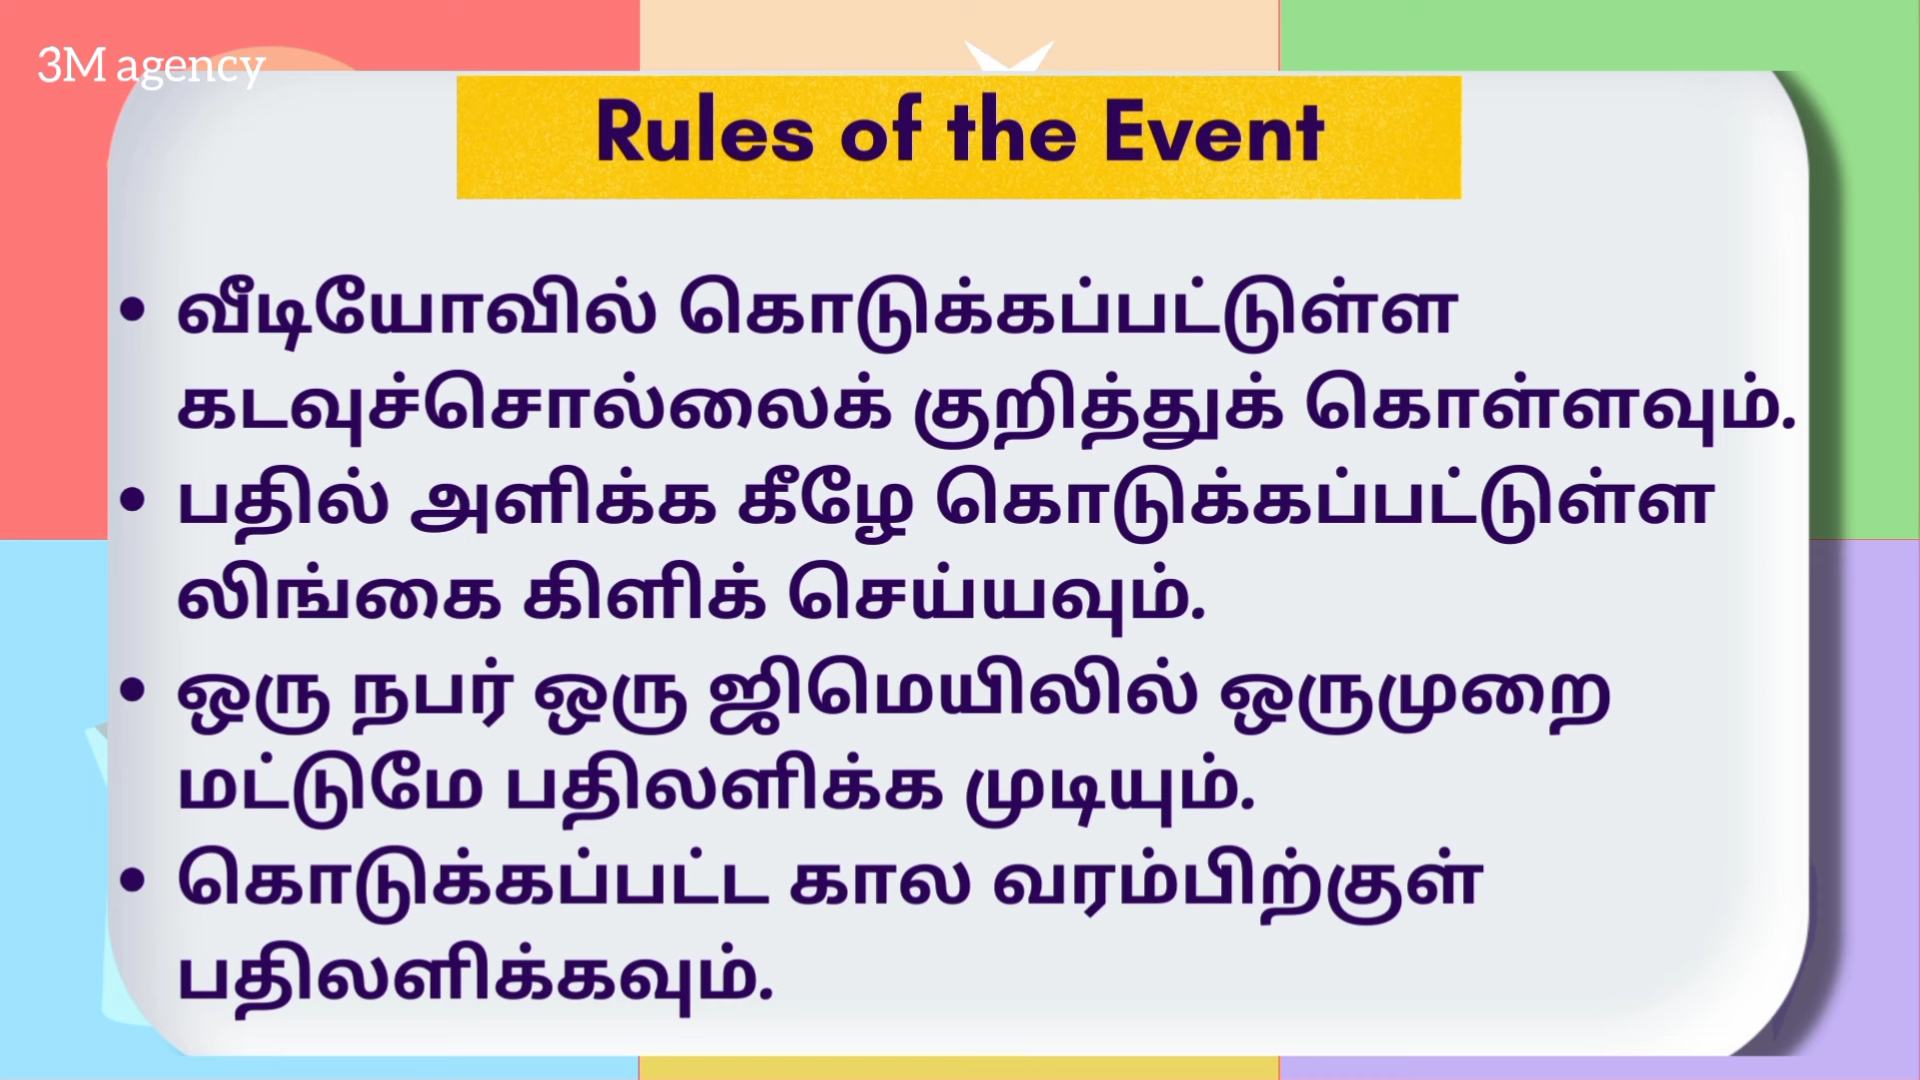 3M agency
Rules of the Event
• வீடியோவில் கொடுக்கப்பட்டுள்ள
கடவுச்சொல்லைக் குறித்துக் கொள்ளவும்.
• பதில் அளிக்க கீழே கொடுக்கப்பட்டுள்ள
லிங்கை கிளிக் செய்யவும்.
• ஒரு நபர் ஒரு ஜிமெயிலில் ஒருமுறை
மட்டுமே பதிலளிக்க முடியும்.
• கொடுக்கப்பட்ட கால வரம்பிற்குள்
பதிலளிக்கவும்.